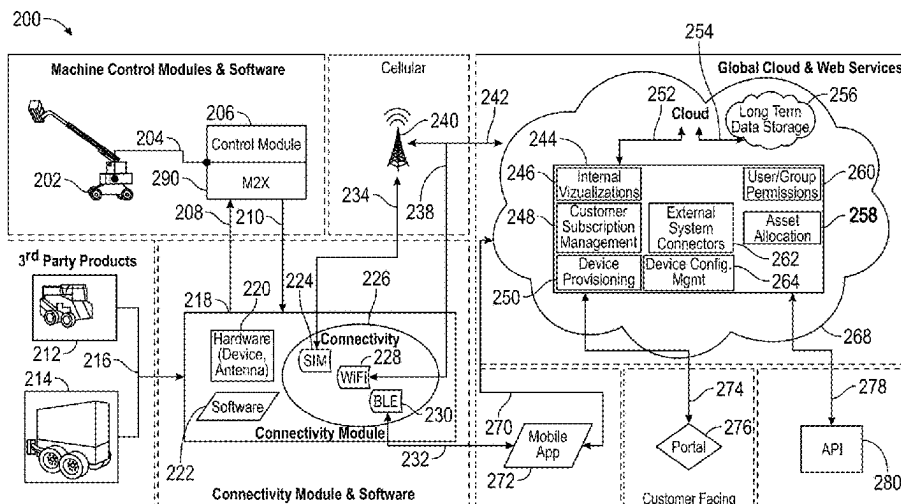 200
Machine Control Modules & Software
206
204
Control Module
M2X
202
290
208
210
Cellular
240
242
234
238
Global Cloud & Web Services
254
252
256
Cloud
Long Term
Data Storage
244
246
Internal
Vizualizations
User/Group
Permissions
260
248
Customer
Subscription
Management
External
System
Connectors
Asset
Allocation
258
262
250
Device
Provisioning
Device Config.
Mgmt
264
268
3rd Party Products
212
214
216
218
220
224
226
Hardware
(Device,
Antenna)
Connectivity
SIM
228
WiFi
BLE
230
Software
222
Connectivity Module
232
Connectivity Module & Software
270
Mobile
App
272
274
Portal
276
Customer Facing
278
API
280